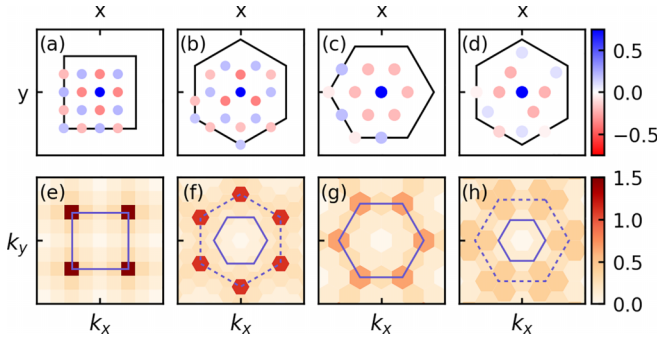 x x x x
(a) (b) (c) (d)
0.5
y
0.0
−0.5
(e) (f) (g) (h)
1.5
1.0
k_y
0.5
0.0
k_x k_x k_x k_x